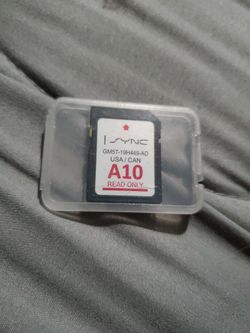 SYNC
GM5T-19H449-AD
USA / CAN
A10
READ ONLY